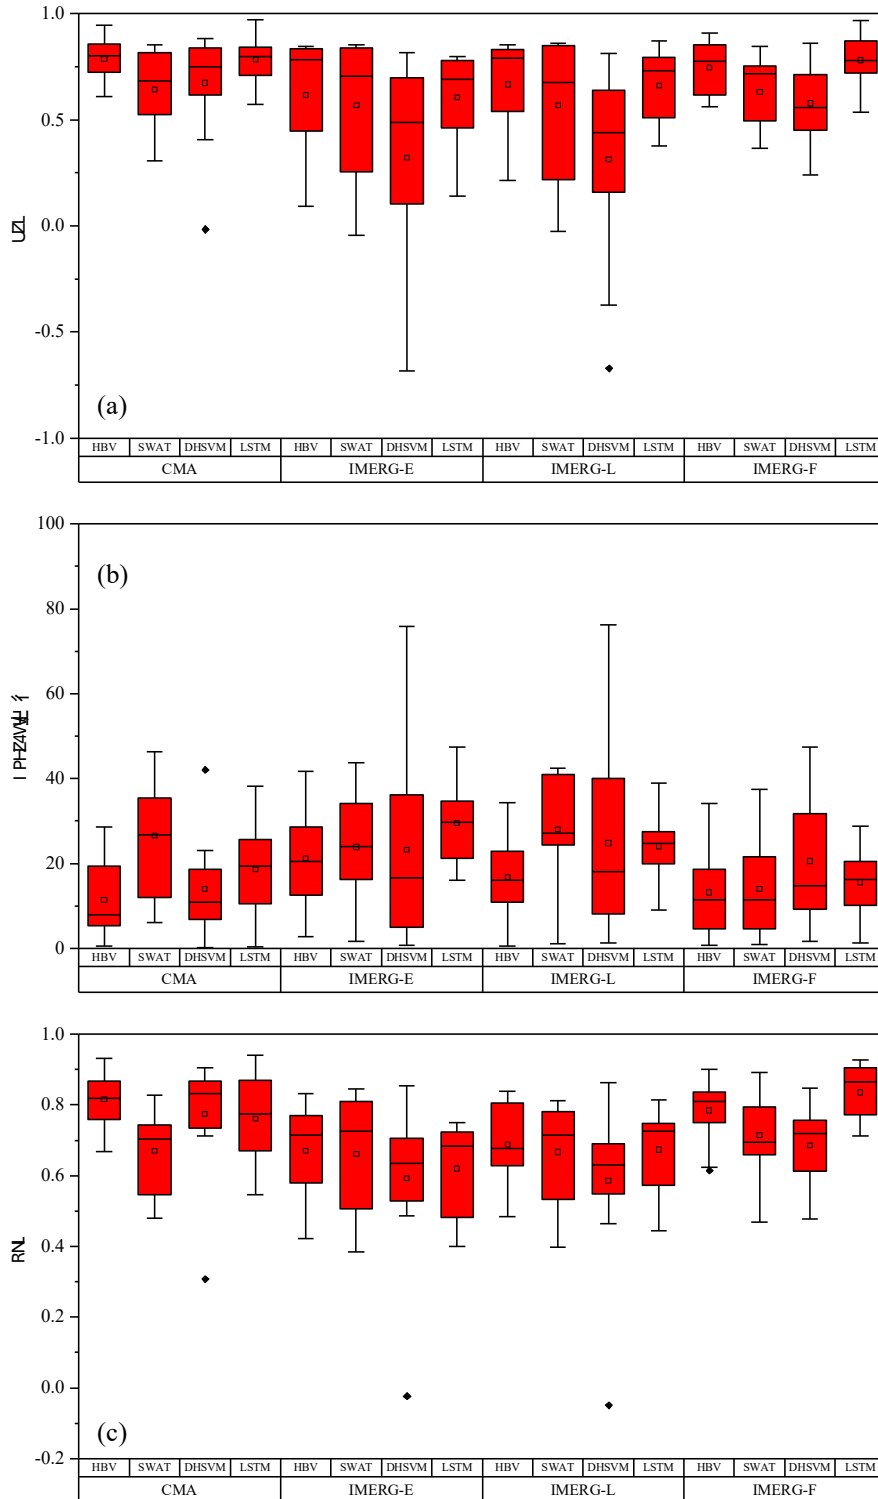 1.0
0.5
0.0
-0.5
-1.0
(a)
HBV SWAT DHSVM LSTM HBV SWAT DHSVM LSTM HBV SWAT DHSVM LSTM HBV SWAT DHSVM LSTM
CMA IMERG-E IMERG-L IMERG-F
100
80
60
40
20
0
(b)
HBV SWAT DHSVM LSTM HBV SWAT DHSVM LSTM HBV SWAT DHSVM LSTM HBV SWAT DHSVM LSTM
CMA IMERG-E IMERG-L IMERG-F
1.0
0.8
0.6
0.4
0.2
0.0
-0.2
(c)
HBV SWAT DHSVM LSTM HBV SWAT DHSVM LSTM HBV SWAT DHSVM LSTM HBV SWAT DHSVM LSTM
CMA IMERG-E IMERG-L IMERG-F